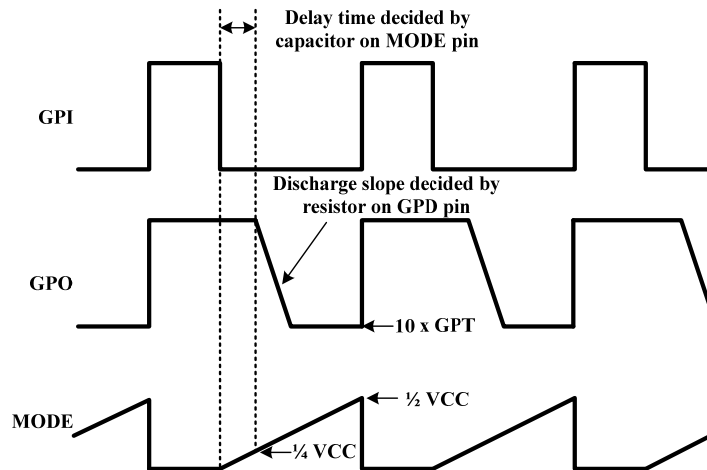 Delay time decided by
capacitor on MODE pin
GPI
Discharge slope decided by
resistor on GPD pin
GPO
10 x GPT
½ VCC
MODE
¼ VCC